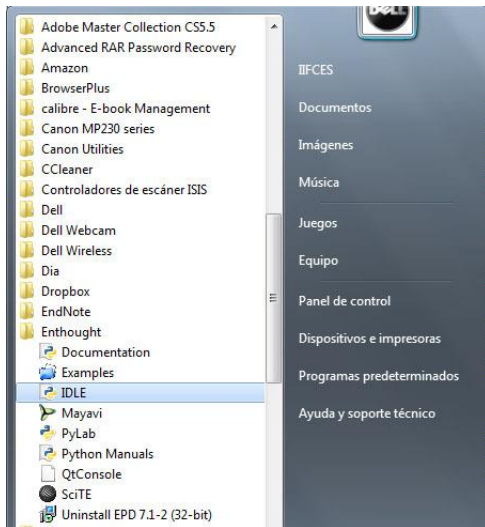 Adobe Master Collection CS5.5
Advanced RAR Password Recovery
Amazon
BrowserPlus
calibre - E-book Management
Canon MP230 series
Canon Utilities
CCleaner
Controladores de escáner ISIS
Dell
Dell Webcam
Dell Wireless
Dia
Dropbox
EndNote
Enthought
Documentation
Examples
IDLE
Mayavi
PyLab
Python Manuals
QtConsole
SciTE
Uninstall EPD 7.1-2 (32-bit)
DELL
IIFCES
Documentos
Imágenes
Música
Juegos
Equipo
Panel de control
Dispositivos e impresoras
Programas predeterminados
Ayuda y soporte técnico